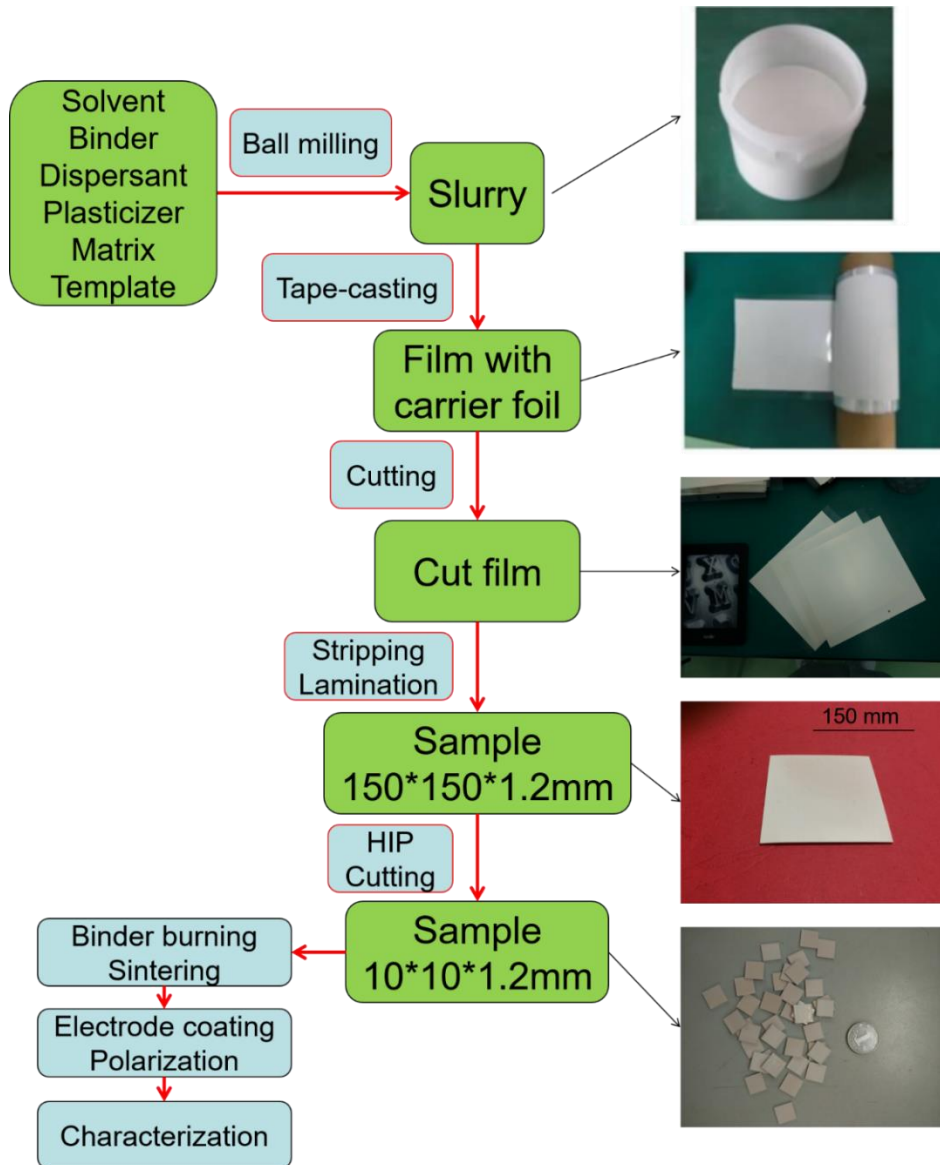 Solvent
Binder
Dispersant
Plasticizer
Matrix
Template
Ball milling
Slurry
Tape-casting
Film with
carrier foil
Cutting
Cut film
Stripping
Lamination
150 mm
Sample
150*150*1.2mm
HIP
Cutting
Sample
10*10*1.2mm
Binder burning
Sintering
Electrode coating
Polarization
Characterization